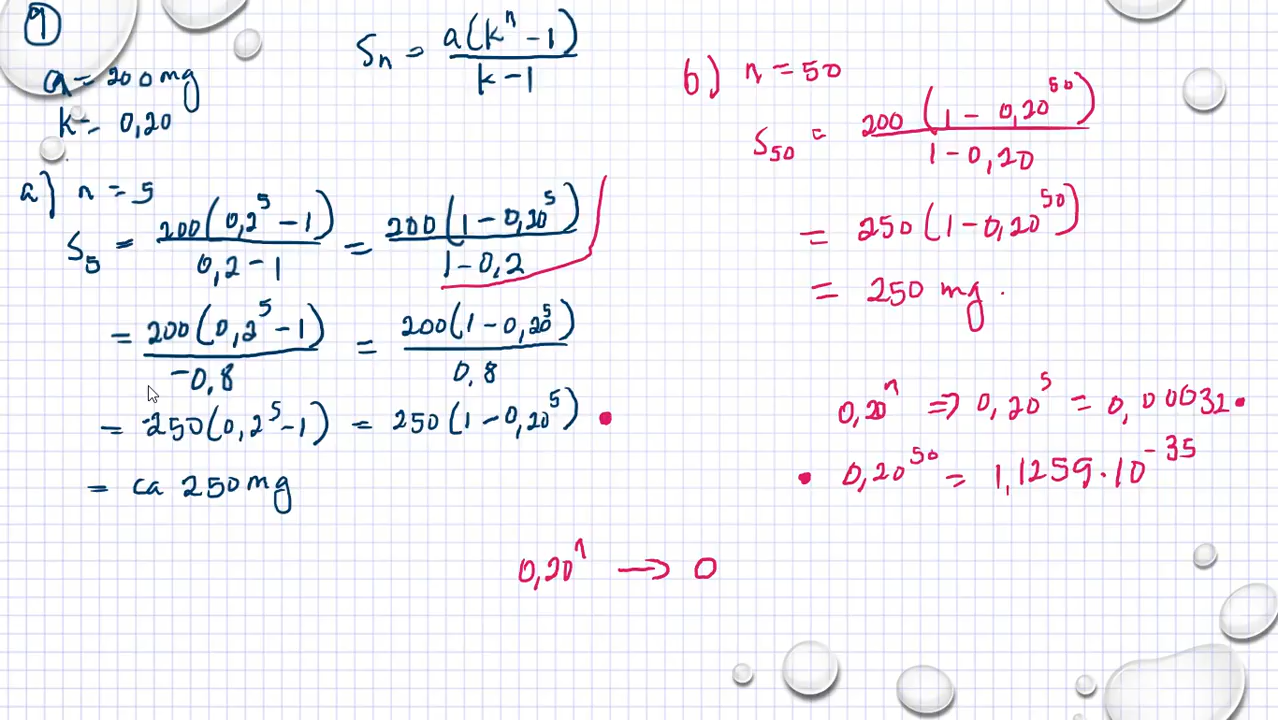 9
a = 200 mg
k = 0,20
Sn = a(k^n - 1) / k - 1
a) n = 5
S5 = 200(0,2^5 - 1) / 0,2 - 1 = 200(1 - 0,20^5) / 1 - 0,2
= 200(0,2^5 - 1) / -0,8 = 200(1 - 0,20^5) / 0,8
= -250(0,2^5 - 1) = 250(1 - 0,20^5)
= ca 250 mg
b) n = 50
S50 = 200(1 - 0,20^50) / 1 - 0,20
= 250(1 - 0,20^50)
= 250 mg.
0,20^n => 0,20^5 = 0,00032
0,20^50 = 1,1259 · 10^-35
0,20^n → 0